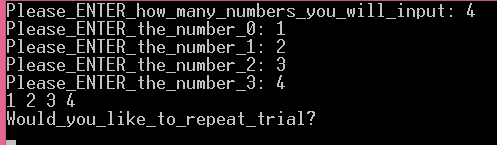 Please_ENTER_how_many_numbers_you_will_input: 4
Please_ENTER_the_number_0: 1
Please_ENTER_the_number_1: 2
Please_ENTER_the_number_2: 3
Please_ENTER_the_number_3: 4
1 2 3 4
Would_you_like_to_repeat_trial?